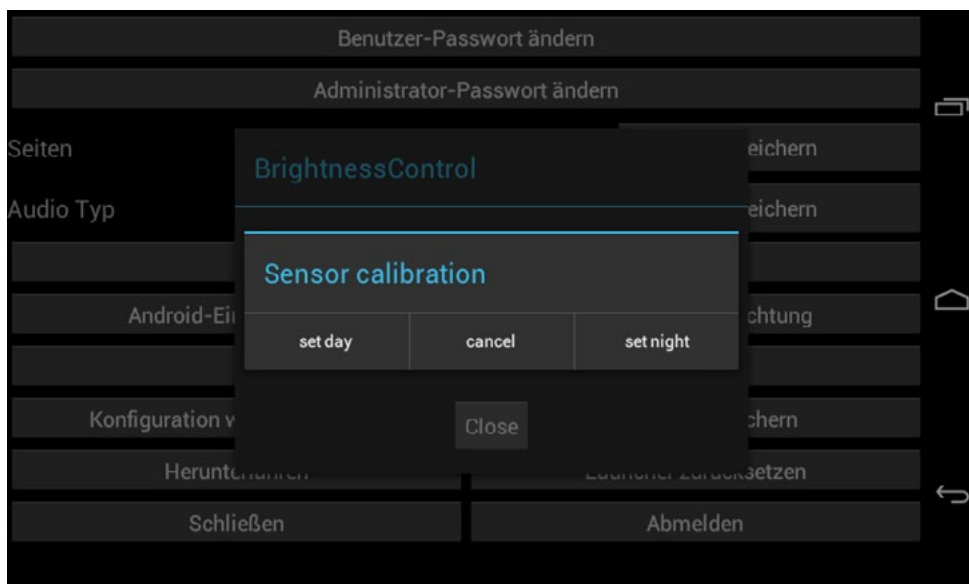 Benutzer-Passwort ändern
Administrator-Passwort ändern
Seiten
eichern
BrightnessControl
Audio Typ
eichern
Sensor calibration
Android-Ei
chtung
set day
cancel
set night
Konfiguration
Close
chern
Schließen
Abmelden